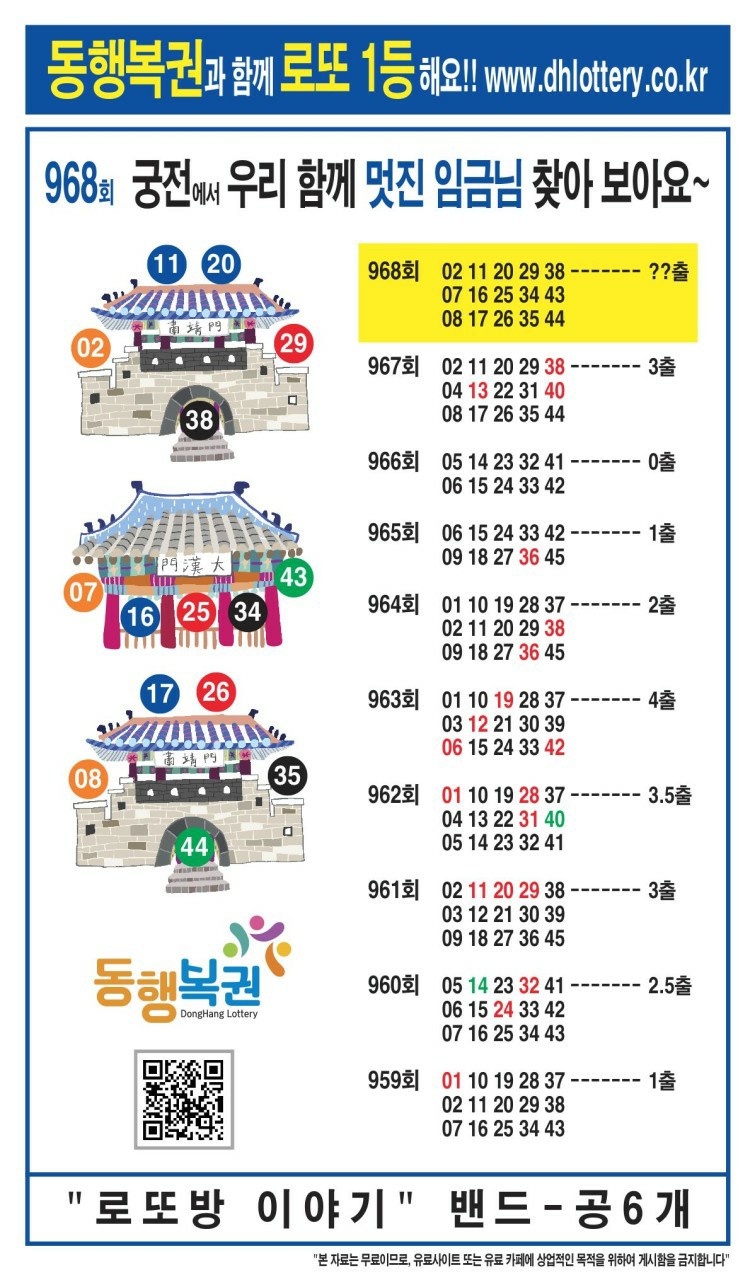 동행복권과 함께 로또 1등 해요!! www.dhlottery.co.kr
968회 궁전에서 우리 함께 멋진 임금님 찾아 보아요~
11 20
門靖肅
02 29
38
大漢門
07 43
16 25 34
17 26
門靖肅
08 35
44
동행복권
DongHang Lottery
968회 02 11 20 29 38 ------- ??출
07 16 25 34 43
08 17 26 35 44
967회 02 11 20 29 38 ------- 3출
04 13 22 31 40
08 17 26 35 44
966회 05 14 23 32 41 ------- 0출
06 15 24 33 42
965회 06 15 24 33 42 ------- 1출
09 18 27 36 45
964회 01 10 19 28 37 ------- 2출
02 11 20 29 38
09 18 27 36 45
963회 01 10 19 28 37 ------- 4출
03 12 21 30 39
06 15 24 33 42
962회 01 10 19 28 37 ------- 3.5출
04 13 22 31 40
05 14 23 32 41
961회 02 11 20 29 38 ------- 3출
03 12 21 30 39
09 18 27 36 45
960회 05 14 23 32 41 ------- 2.5출
06 15 24 33 42
07 16 25 34 43
959회 01 10 19 28 37 ------- 1출
02 11 20 29 38
07 16 25 34 43
"로또방 이야기" 밴드-공6개
"본 자료는 무료이므로, 유료사이트 또는 유료 카페에 상업적인 목적을 위하여 게시함을 금지합니다"